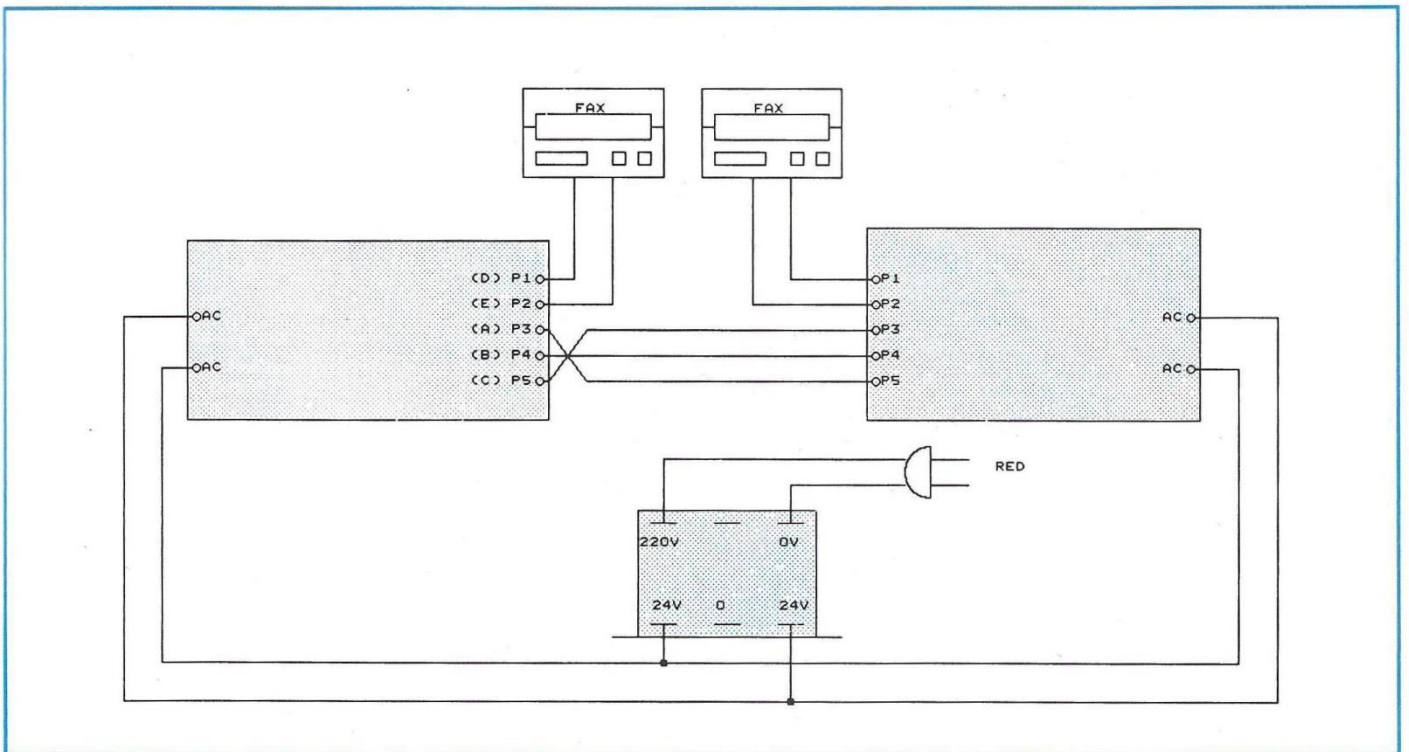 FAX
FAX
(D) P1
(E) P2
(A) P3
(B) P4
(C) P5
AC
AC
P1
P2
P3
P4
P5
AC
AC
RED
220V 0V
24V 0 24V